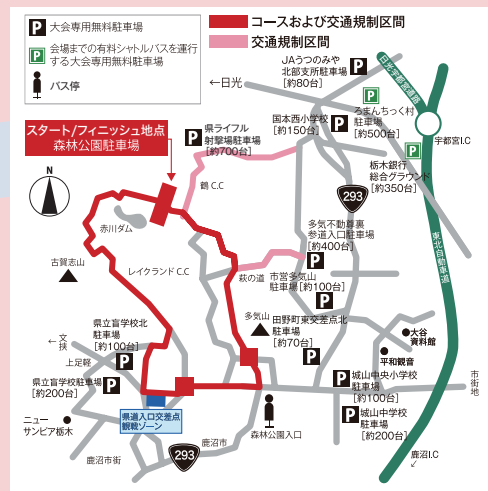 P 大会専用無料駐車場
P 会場までの有料シャトルバスを運行
する大会専用無料駐車場
バス停
コースおよび交通規制区間
交通規制区間
JAうつのみや
北部支所駐車場
[約80台]
P
←日光
日光宇都宮道路
P
ろまんちっく村
駐車場
[約500台]
宇都宮I.C
国本西小学校
[約150台]
P
P
県ライフル
射撃場駐車場
[約700台]
P
栃木銀行
総合グラウンド
[約350台]
スタート/フィニッシュ地点
森林公園駐車場
N
鶴 C.C
293
赤川ダム
多気不動尊裏
参道入口駐車場
[約400台]
P
東北自動車道
古賀志山
レイクランド C.C
萩の道
市営多気山
駐車場 [約100台]
P
多気山
田野町東交差点北
駐車場
[約70台]
P
大谷
資料館
平和観音
←文挟
県立盲学校北
駐車場
[約100台]
P
上足軽
県立盲学校駐車場
[約200台]
P
城山中央小学校
駐車場
[約100台]
P
市街地
→
県道入口交差点
観戦ゾーン
ニュー
サンピア栃木
森林公園入口
P
城山中学校
駐車場
[約200台]
鹿沼市
293
鹿沼市街
↓
鹿沼I.C
↙